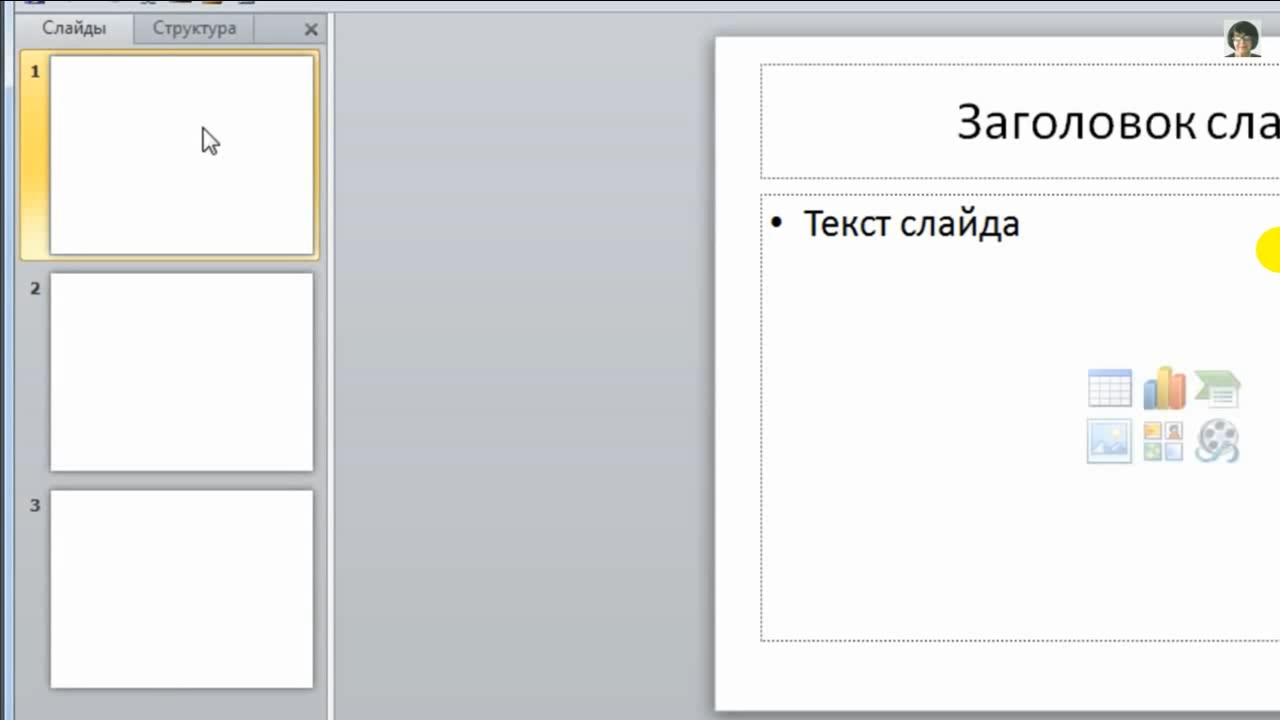 Слайды Структура
1
Заголовок сла
• Текст слайда
2
3